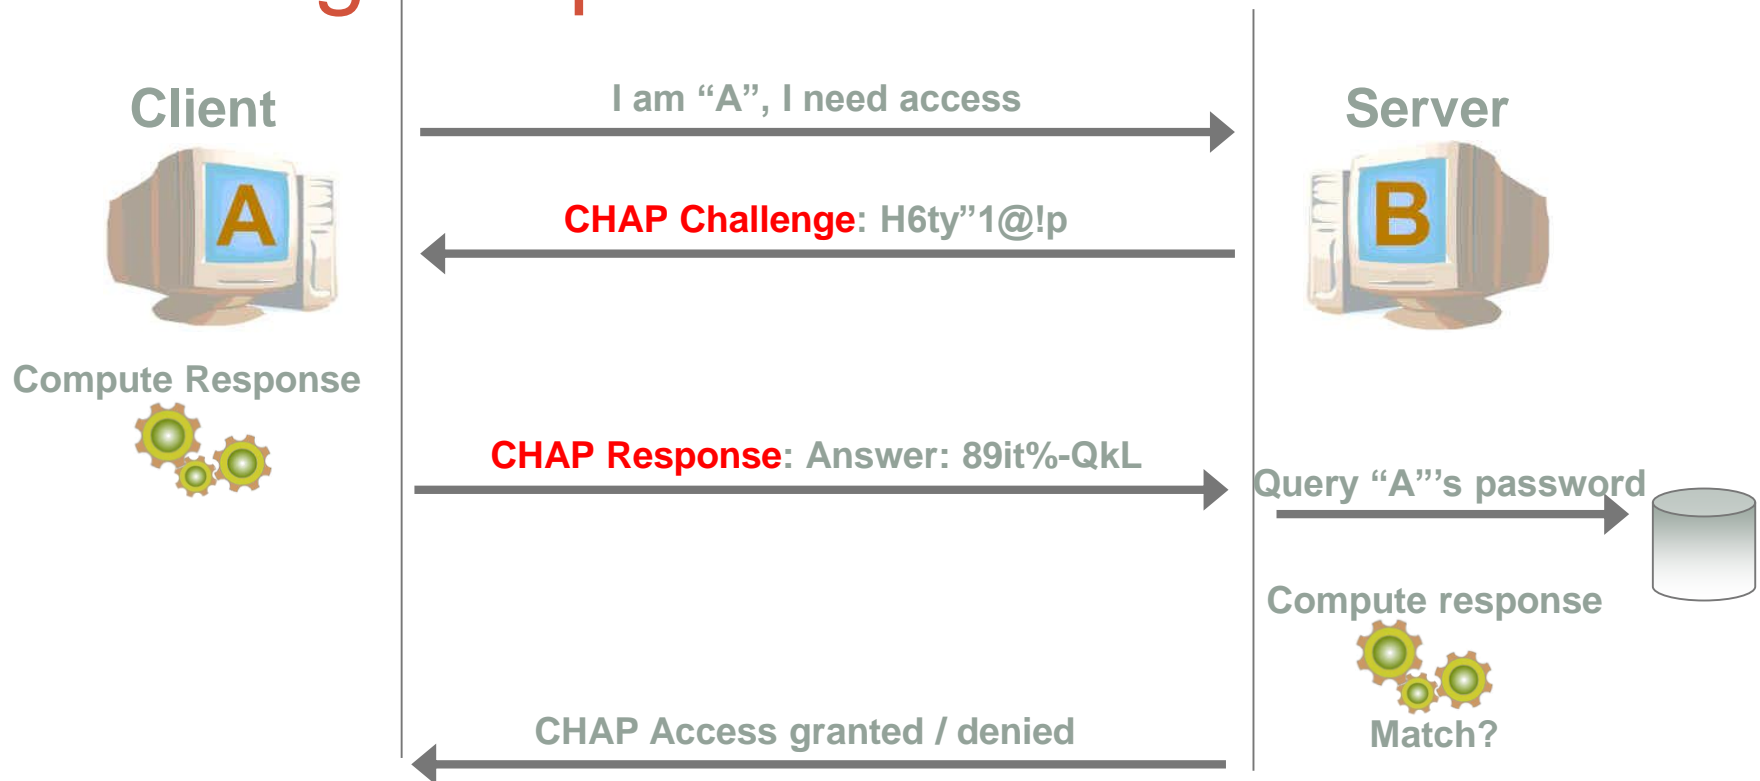 Client
I am “A”, I need access
Server
A
CHAP Challenge: H6ty”1@!p
B
Compute Response
CHAP Response: Answer: 89it%-QkL
Query “A”’s password
Compute response
CHAP Access granted / denied
Match?